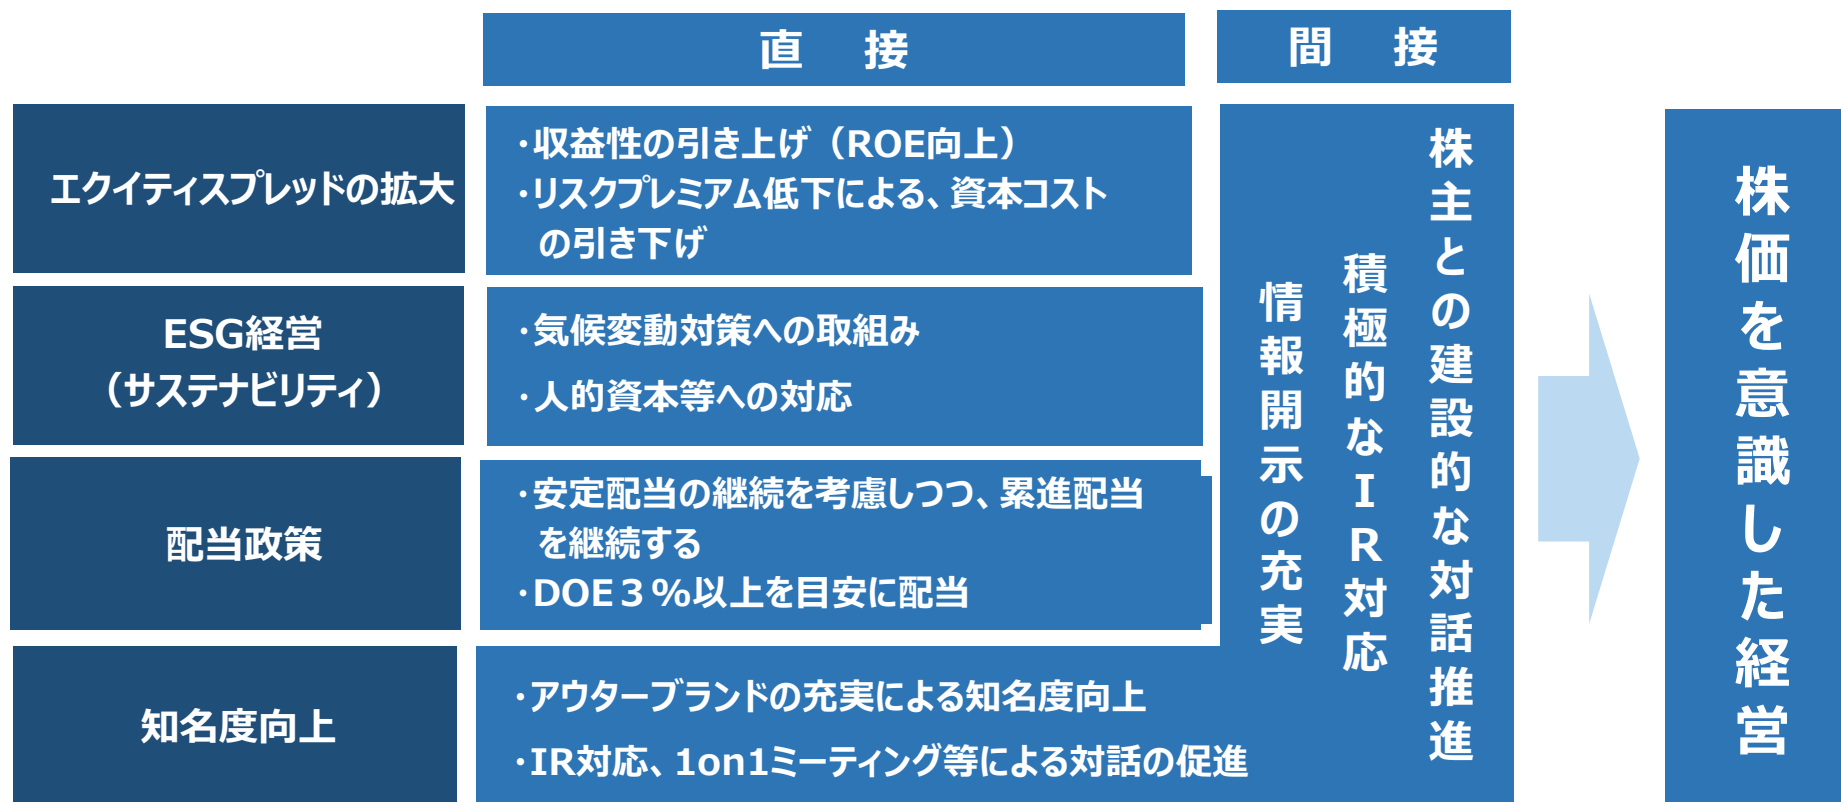 直　接
間　接
エクイティスプレッドの拡大
・収益性の引き上げ（ROE向上）
・リスクプレミアム低下による、資本コスト
の引き下げ
ESG経営
（サステナビリティ）
・気候変動対策への取組み
・人的資本等への対応
配当政策
・安定配当の継続を考慮しつつ、累進配当
を継続する
・DOE３％以上を目安に配当
知名度向上
・アウターブランドの充実による知名度向上
・IR対応、1on1ミーティング等による対話の促進
株主との建設的な対話推進
積極的なＩＲ対応
情報開示の充実
株価を意識した経営